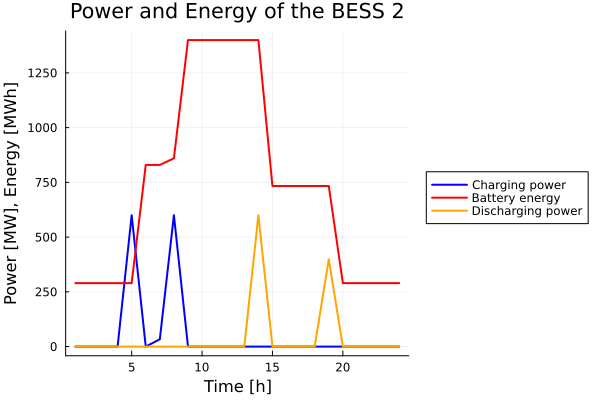 Power and Energy of the BESS 2
Power [MW], Energy [MWh]
1250
1000
750
500
250
0
5
10
15
20
Time [h]
Charging power
Battery energy
Discharging power